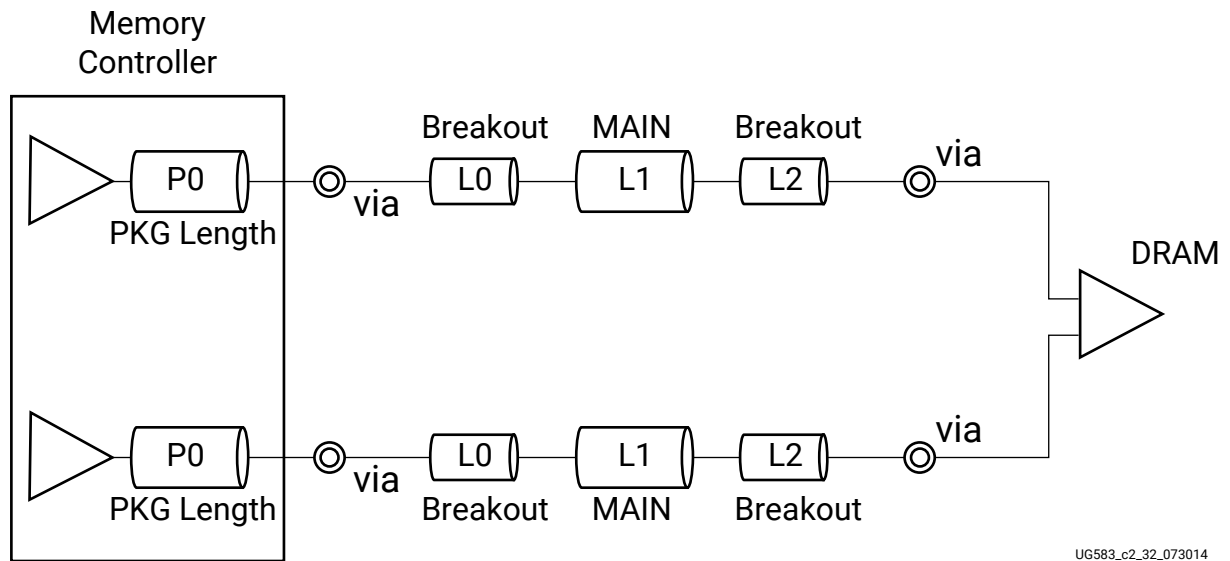 Memory
Controller
Breakout MAIN Breakout
P0 L0 L1 L2 via
via
PKG Length
DRAM
via
P0 L0 L1 L2
via
PKG Length Breakout MAIN Breakout
UG583_c2_32_073014